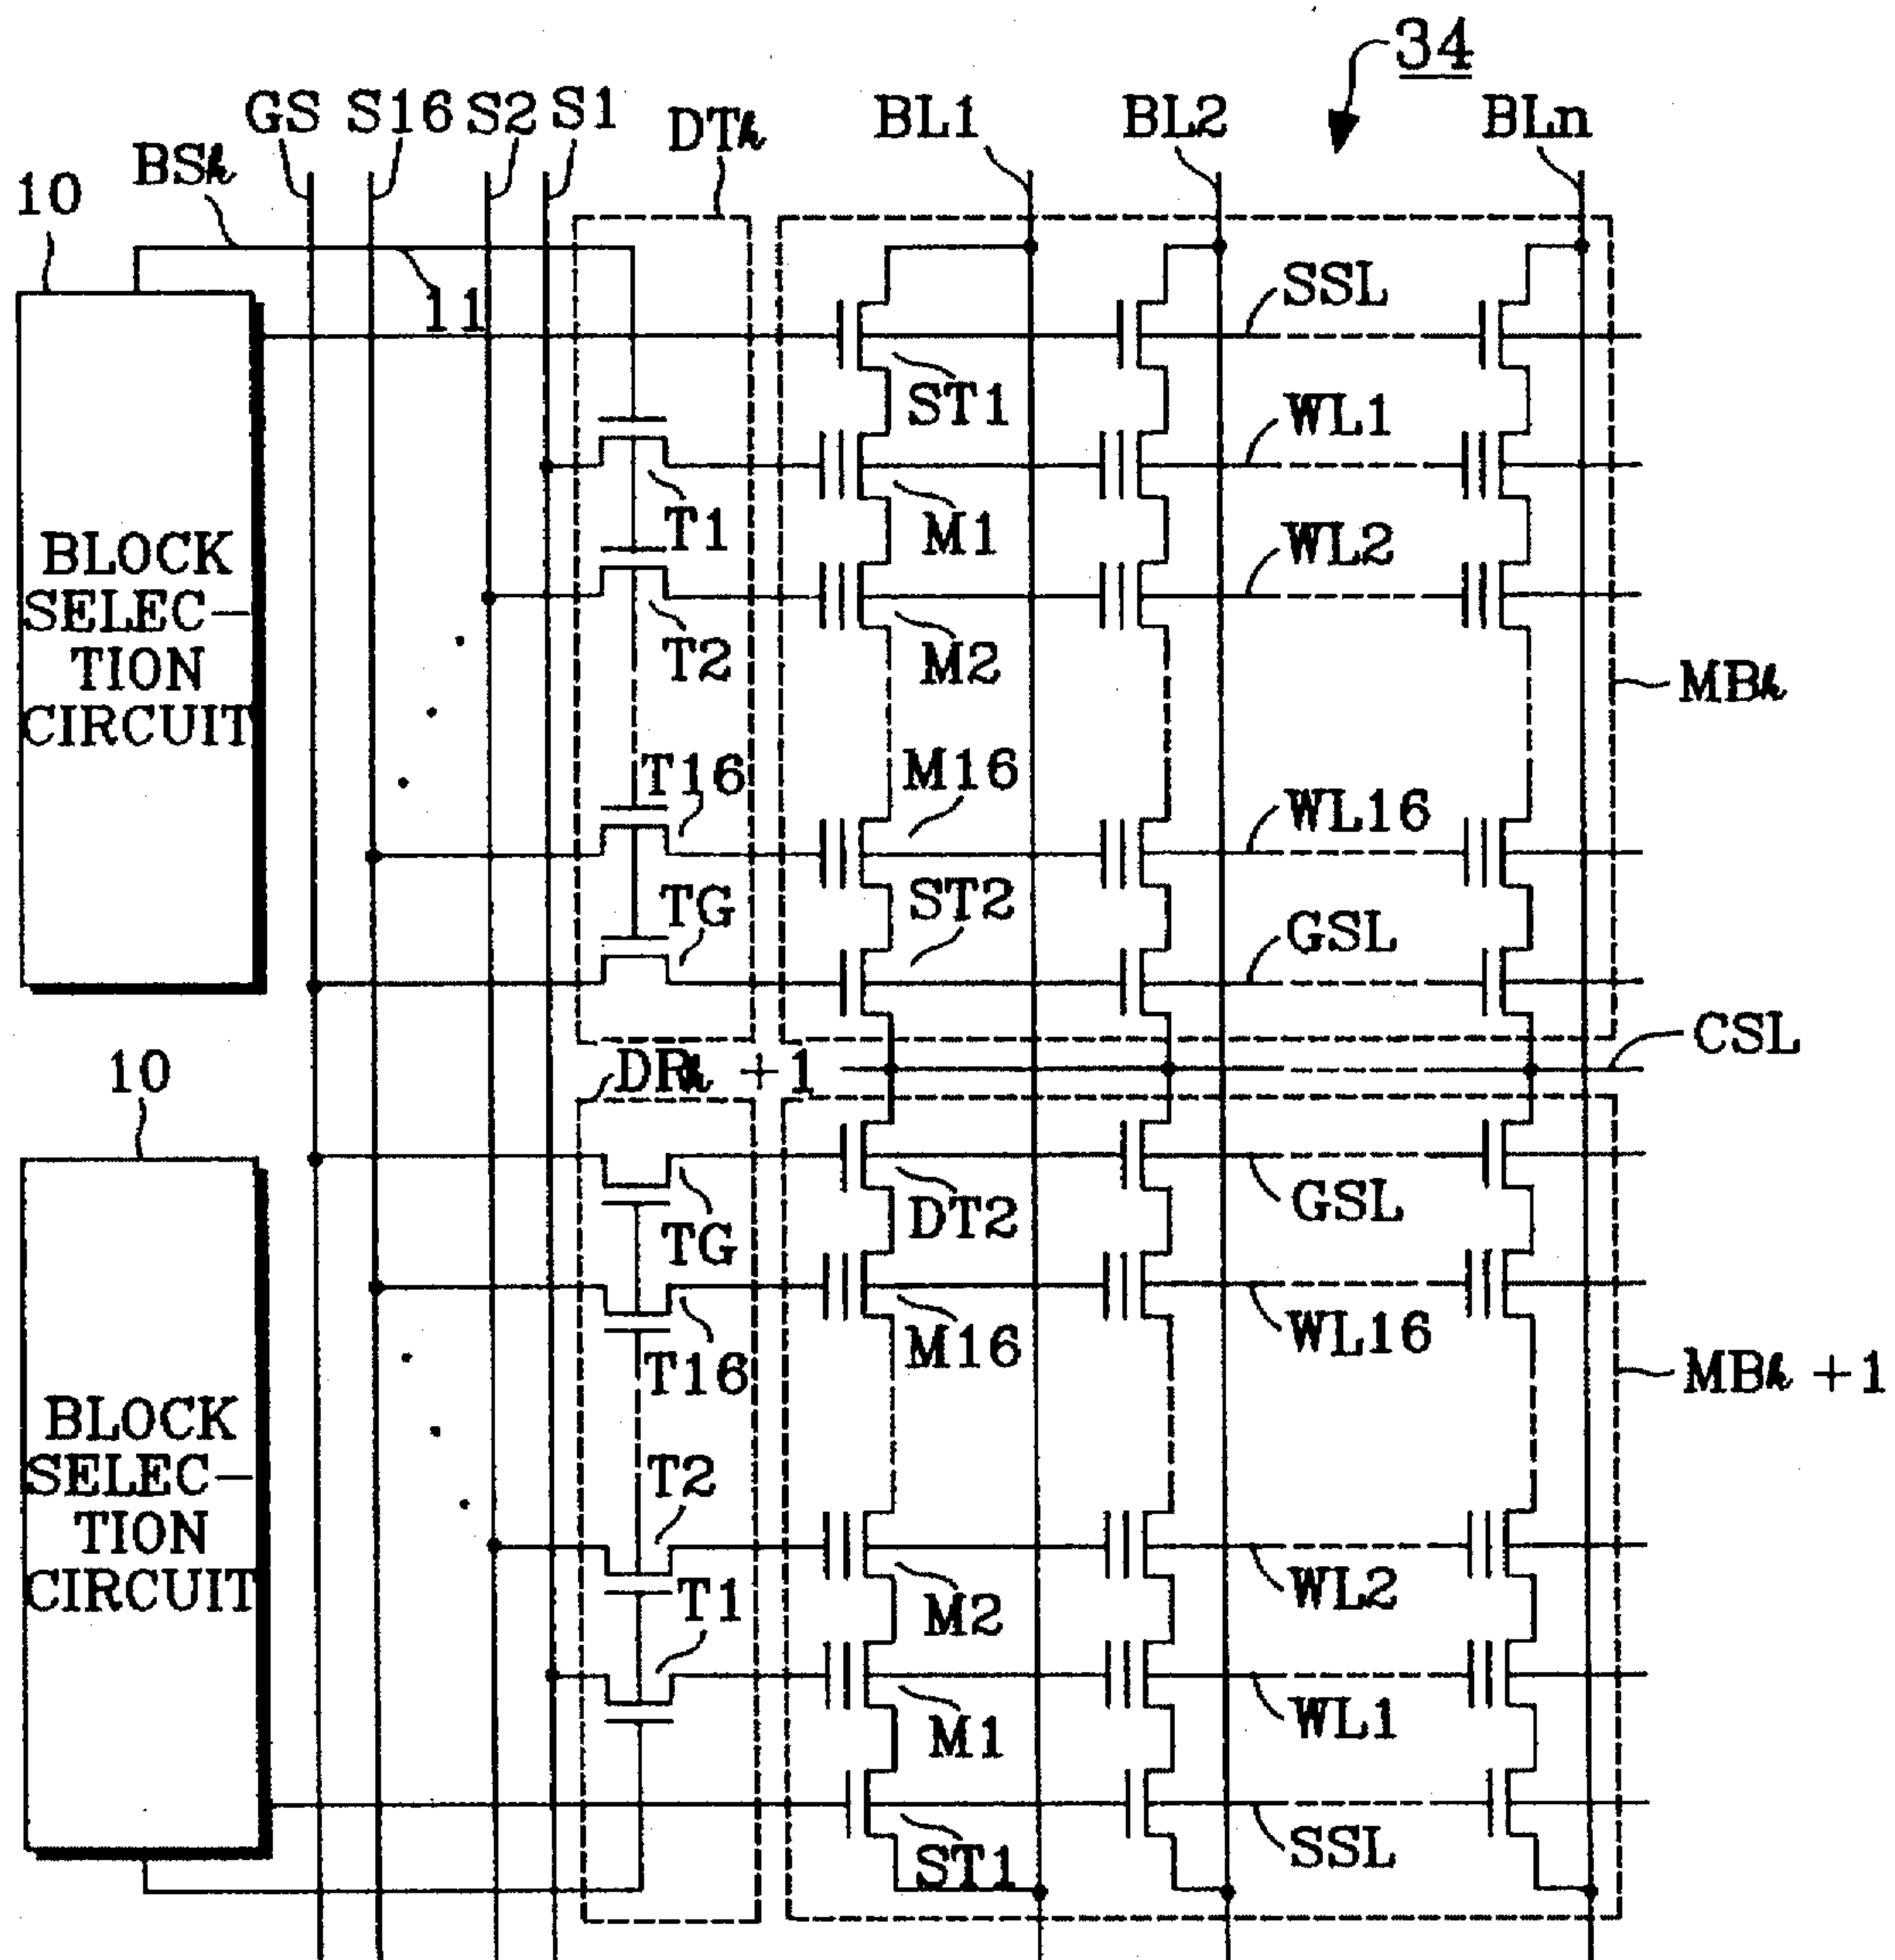 34
GS S16 S2 S1 DTk BL1 BL2 BLn
BSk
10
11
SSL
ST1
WL1
T1
M1
WL2
T2
M2
BLOCK
SELEC-
TION
CIRCUIT
MBk
T16
M16
WL16
TG
ST2
GSL
CSL
DRk +1
10
DT2
GSL
TG
T16
M16
WL16
MBk +1
BLOCK
SELEC-
TION
CIRCUIT
T2
M2
WL2
T1
M1
WL1
ST1
SSL